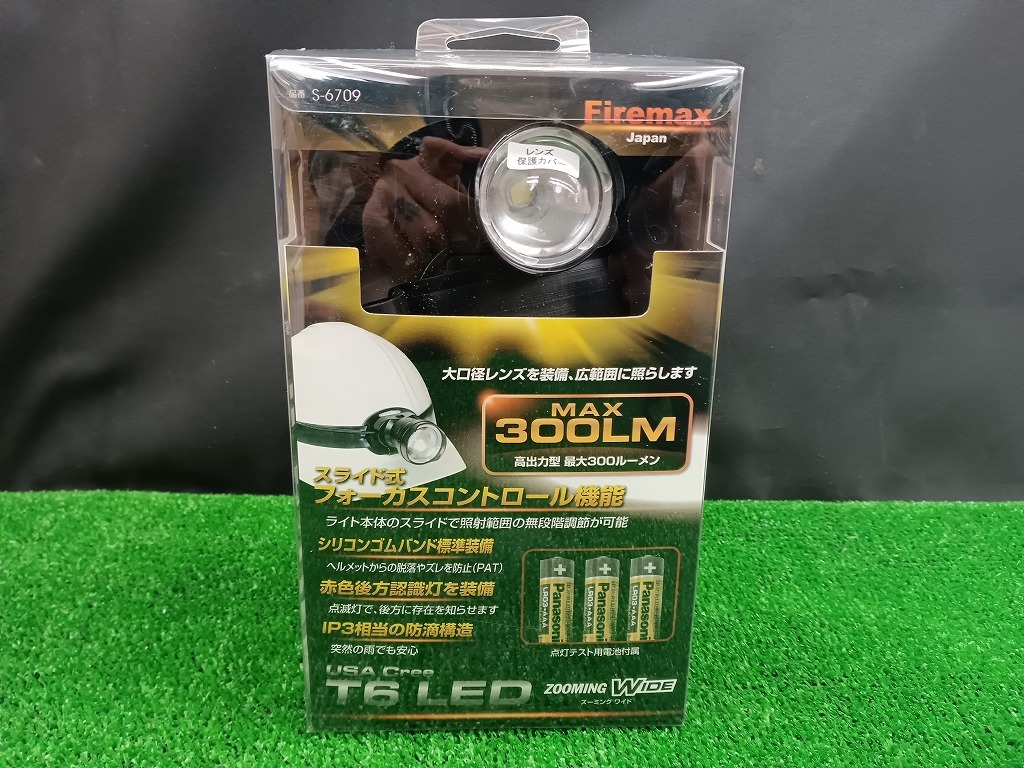 品番 S-6709
Firemax
Japan
レンズ
保護カバー
大口径レンズを装備、広範囲に照らします
MAX
300LM
高出力型 最大300ルーメン
スライド式
フォーカスコントロール機能
ライト本体のスライドで照射範囲の無段階調節が可能
シリコンゴムバンド標準装備
ヘルメットからの脱落やズレを防止(PAT)
赤色後方認識灯を装備
点滅灯で、後方に存在を知らせます
IP3相当の防滴構造
突然の雨でも安心
Panasonic
LR03・AAA
Panasonic
LR03・AAA
Panasonic
LR03・AAA
点灯テスト用電池付属
USA Cree
T6 LED
ZOOMING WIDE
ズーミング ワイド